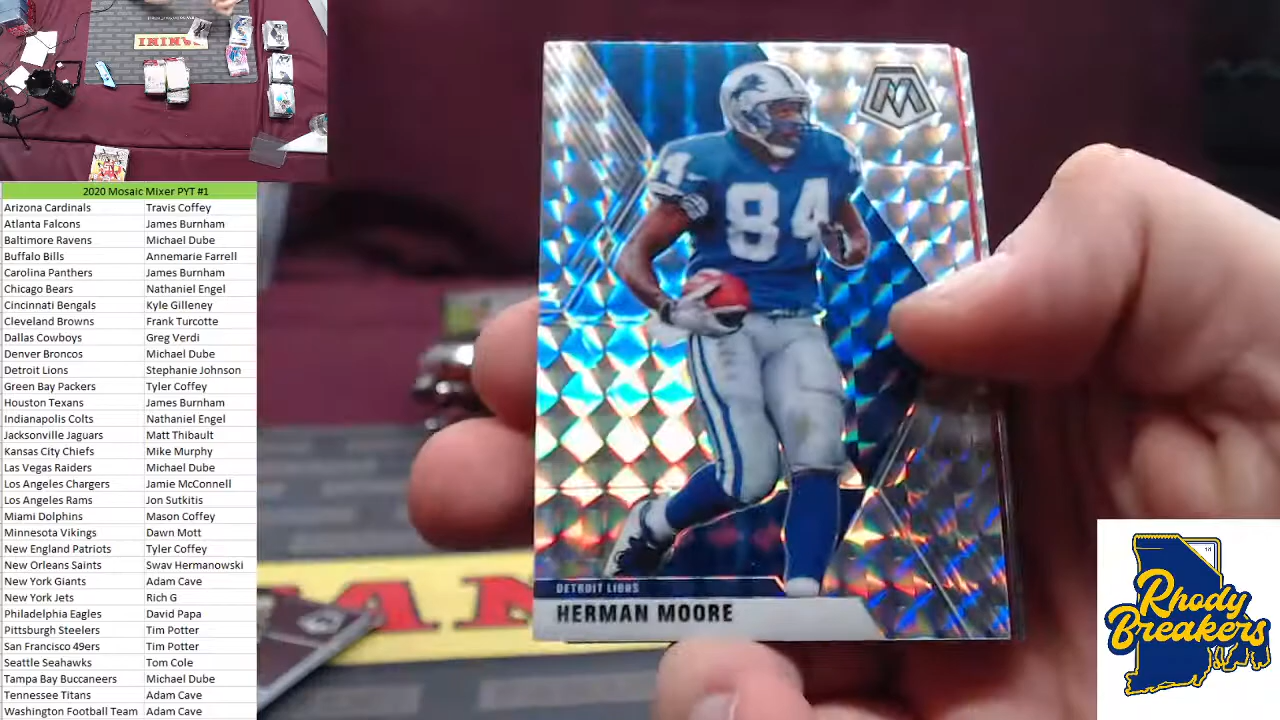 PANINI
2020 Mosaic Mixer PYT #1
Arizona Cardinals Travis Coffey
Atlanta Falcons James Burnham
Baltimore Ravens Michael Dube
Buffalo Bills Annemarie Farrell
Carolina Panthers James Burnham
Chicago Bears Nathaniel Engel
Cincinnati Bengals Kyle Gilleney
Cleveland Browns Frank Turcotte
Dallas Cowboys Greg Verdi
Denver Broncos Michael Dube
Detroit Lions Stephanie Johnson
Green Bay Packers Tyler Coffey
Houston Texans James Burnham
Indianapolis Colts Nathaniel Engel
Jacksonville Jaguars Matt Thibault
Kansas City Chiefs Mike Murphy
Las Vegas Raiders Michael Dube
Los Angeles Chargers Jamie McConnell
Los Angeles Rams Jon Sutkitis
Miami Dolphins Mason Coffey
Minnesota Vikings Dawn Mott
New England Patriots Tyler Coffey
New Orleans Saints Swav Hermanowski
New York Giants Adam Cave
New York Jets Rich G
Philadelphia Eagles David Papa
Pittsburgh Steelers Tim Potter
San Francisco 49ers Tim Potter
Seattle Seahawks Tom Cole
Tampa Bay Buccaneers Michael Dube
Tennessee Titans Adam Cave
Washington Football Team Adam Cave
M
84
84
DETROIT LIONS
HERMAN MOORE
Rhody
Breakers